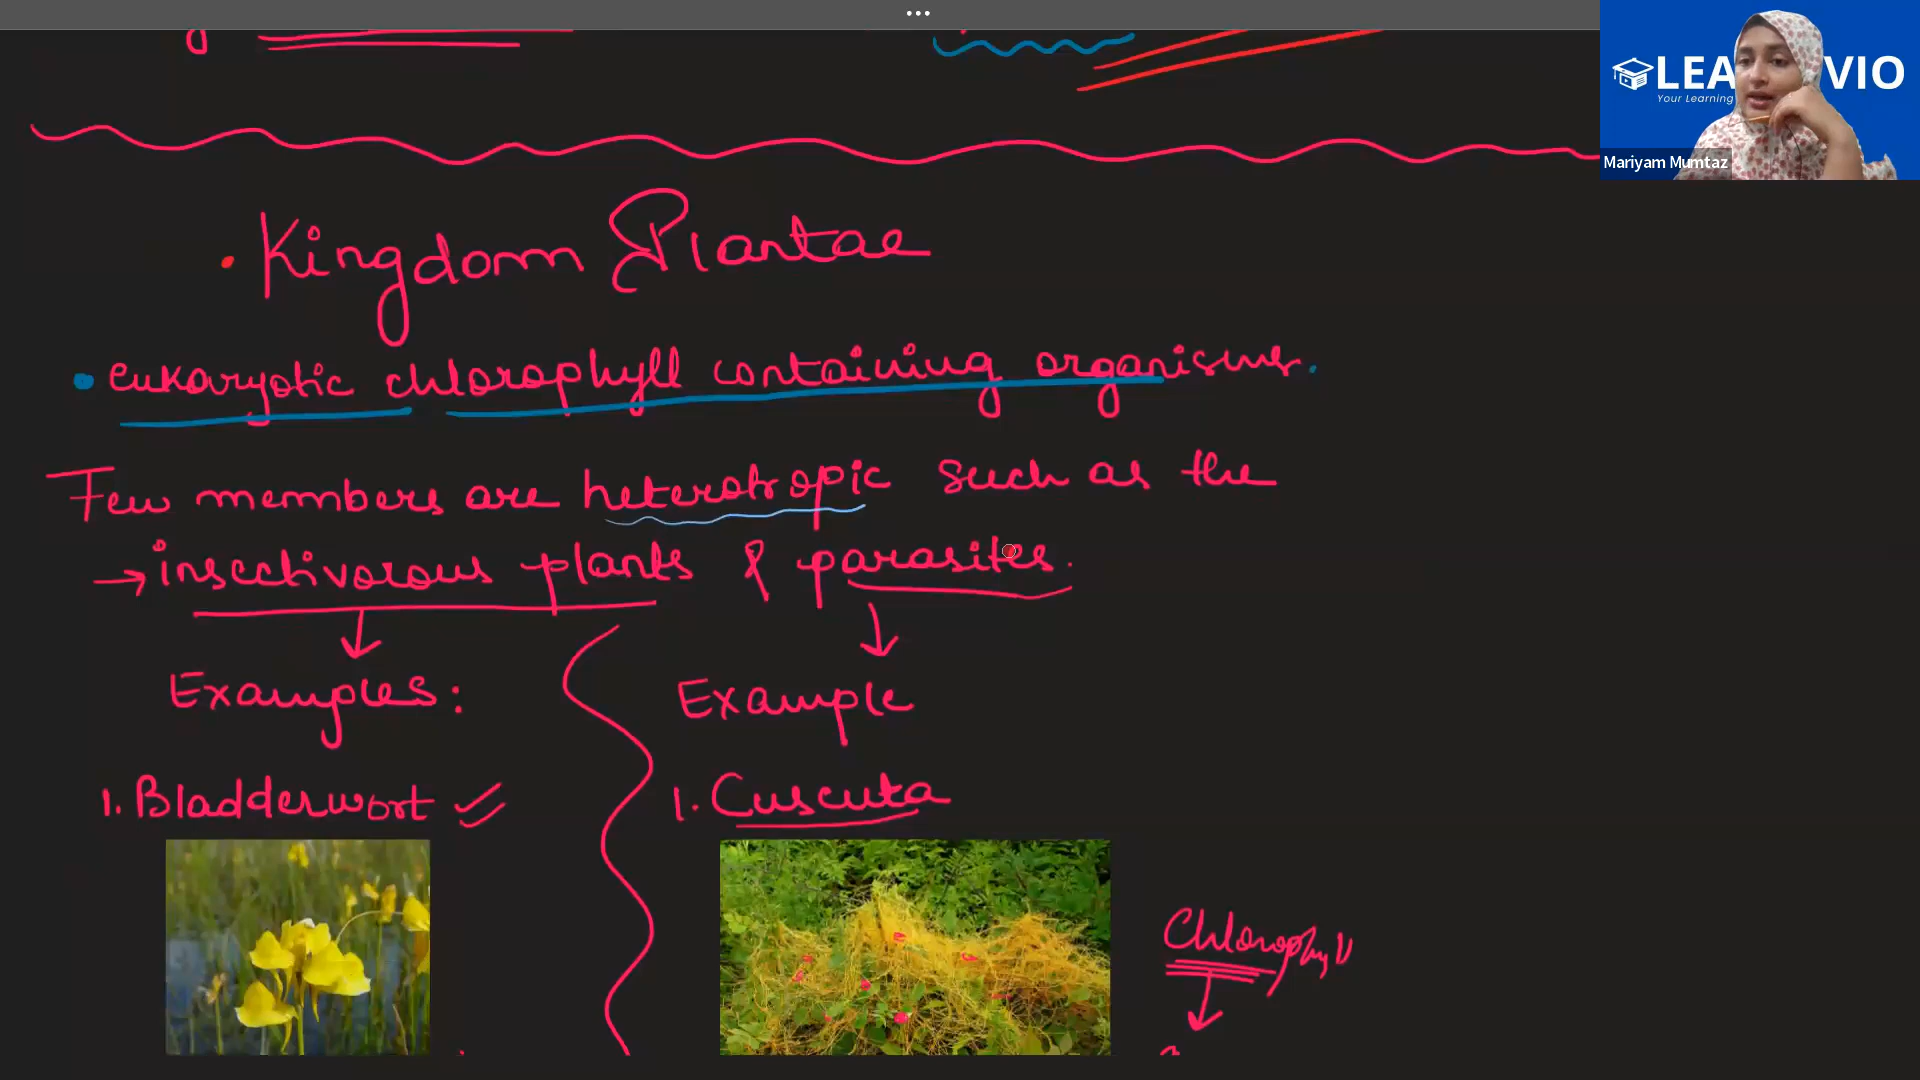 LEA VIO
Your Learning
Mariyam Mumtaz
Kingdom Plantae
eukaryotic chlorophyll containing organisms.
Few members are heterotropic such as the
→ insectivorous plants & parasites.
Examples:
Example
1. Bladderwort
1. Cuscuta
Chlorophyll